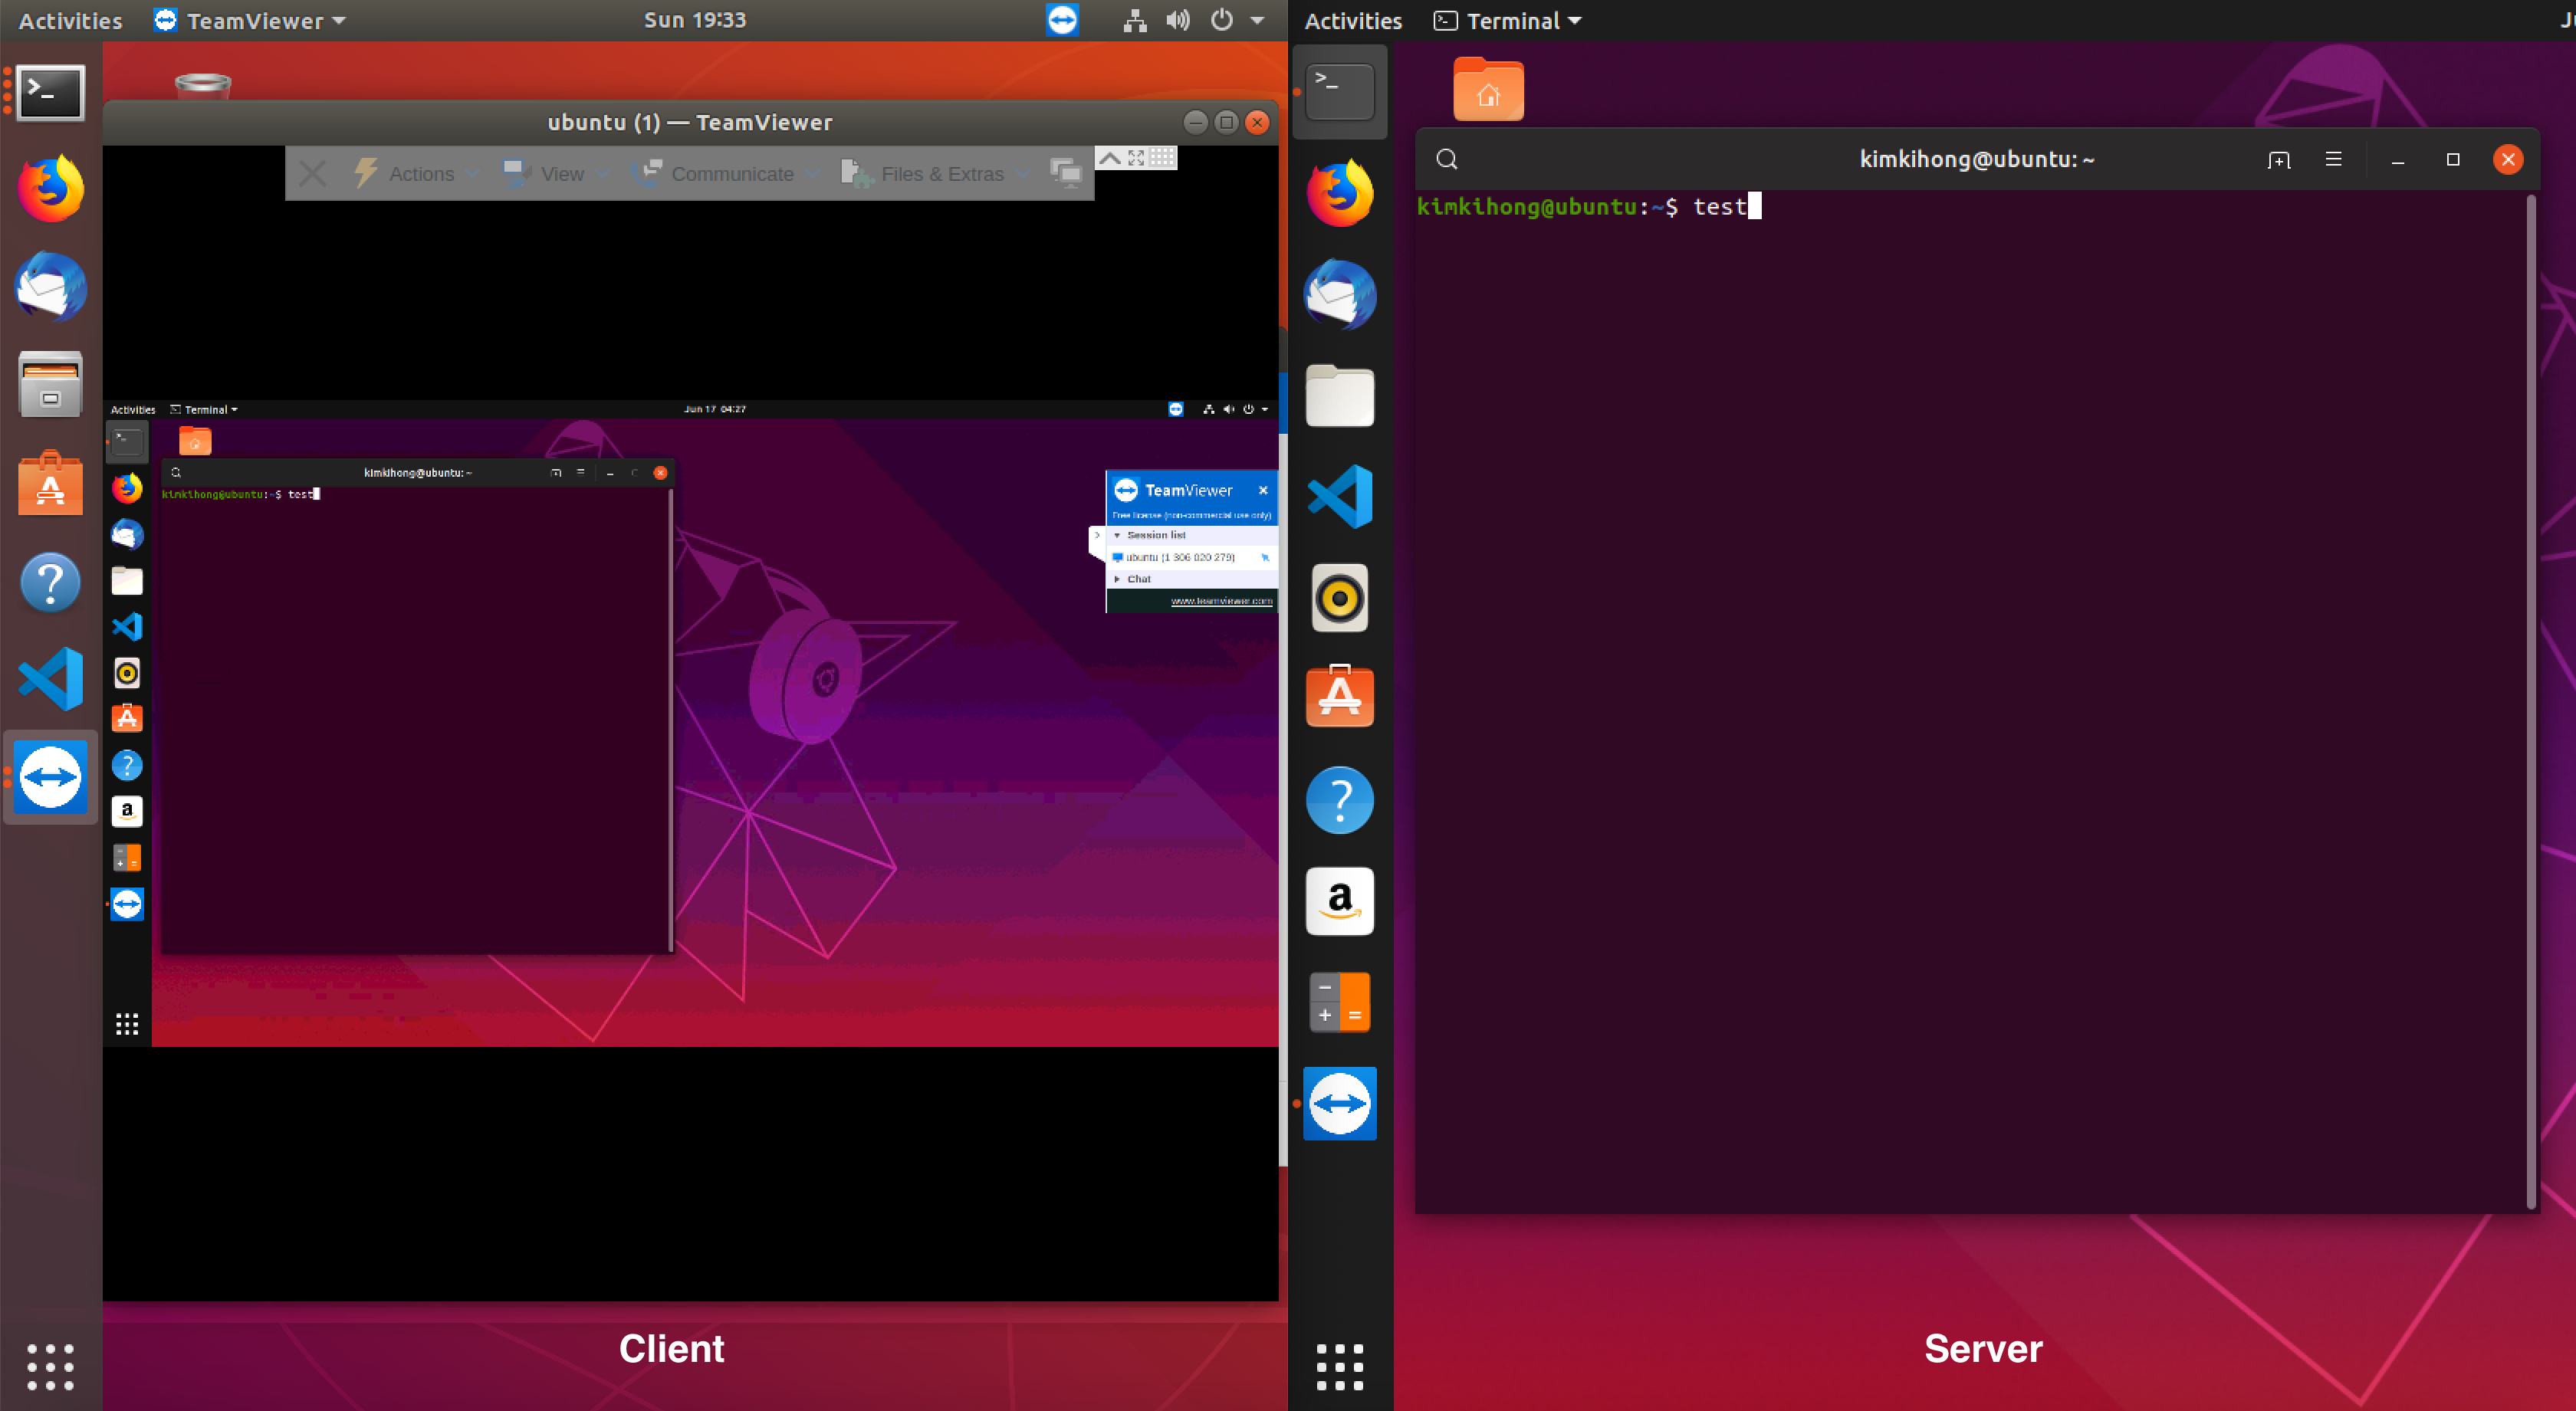 Activities TeamViewer Sun 19:33
ubuntu (1) — TeamViewer
Actions View Communicate Files & Extras
Activities Terminal Jun 17 04:27
kimkihong@ubuntu: ~
kimkihong@ubuntu:~$ test
TeamViewer
Free license (non-commercial use only)
Session list
ubuntu (1 306 020 279)
Chat
www.teamviewer.com
Client
Activities Terminal
kimkihong@ubuntu: ~
kimkihong@ubuntu:~$ test
Server